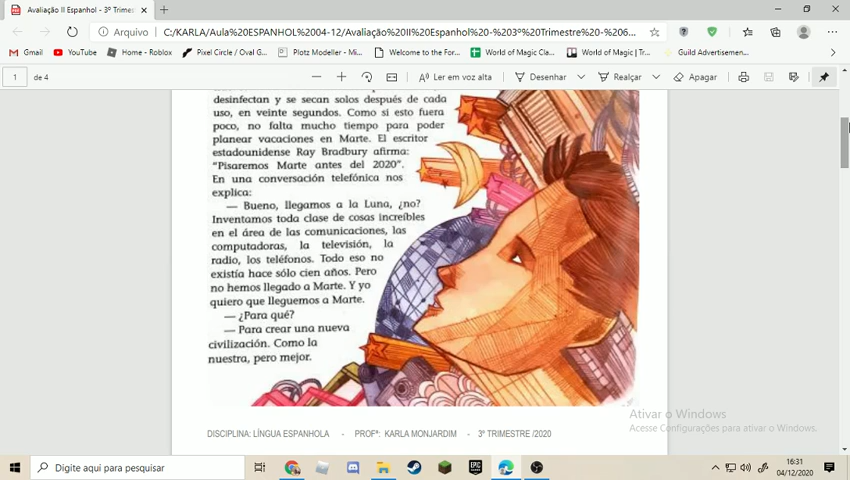 Avaliação II Espanhol - 3º Trimest
Arquivo
C:/KARLA/Aula%20ESPANHOL%2004-12/Avaliação%20II%20Espanhol%20-%203º%20Trimestre%20-%206...
Gmail
YouTube
Home - Roblox
Pixel Circle / Oval G...
Plotz Modeller - Mi...
Welcome to the For...
World of Magic Cla...
World of Magic | Tr...
Guild Advertisemen...
1
de 4
Ler em voz alta
Desenhar
Realçar
Apagar
desinfectan y se secan solos después de cada
uso, en veinte segundos. Como si esto fuera
poco, no falta mucho tiempo para poder
planear vacaciones en Marte. El escritor
estadounidense Ray Bradbury afirma:
"Pisaremos Marte antes del 2020".
En una conversación telefónica nos
explica:
— Bueno, llegamos a la Luna, ¿no?
Inventamos toda clase de cosas increíbles
en el área de las comunicaciones, las
computadoras, la televisión, la
radio, los teléfonos. Todo eso no
existía hace sólo cien años. Pero
no hemos llegado a Marte. Y yo
quiero que lleguemos a Marte.
— ¿Para qué?
— Para crear una nueva
civilización. Como la
nuestra, pero mejor.
DISCIPLINA: LÍNGUA ESPANHOLA - PROFª: KARLA MONJARDIM - 3º TRIMESTRE /2020
Ativar o Windows
Acesse Configurações para ativar o Windows.
Digite aqui para pesquisar
EPIC
16:31
04/12/2020